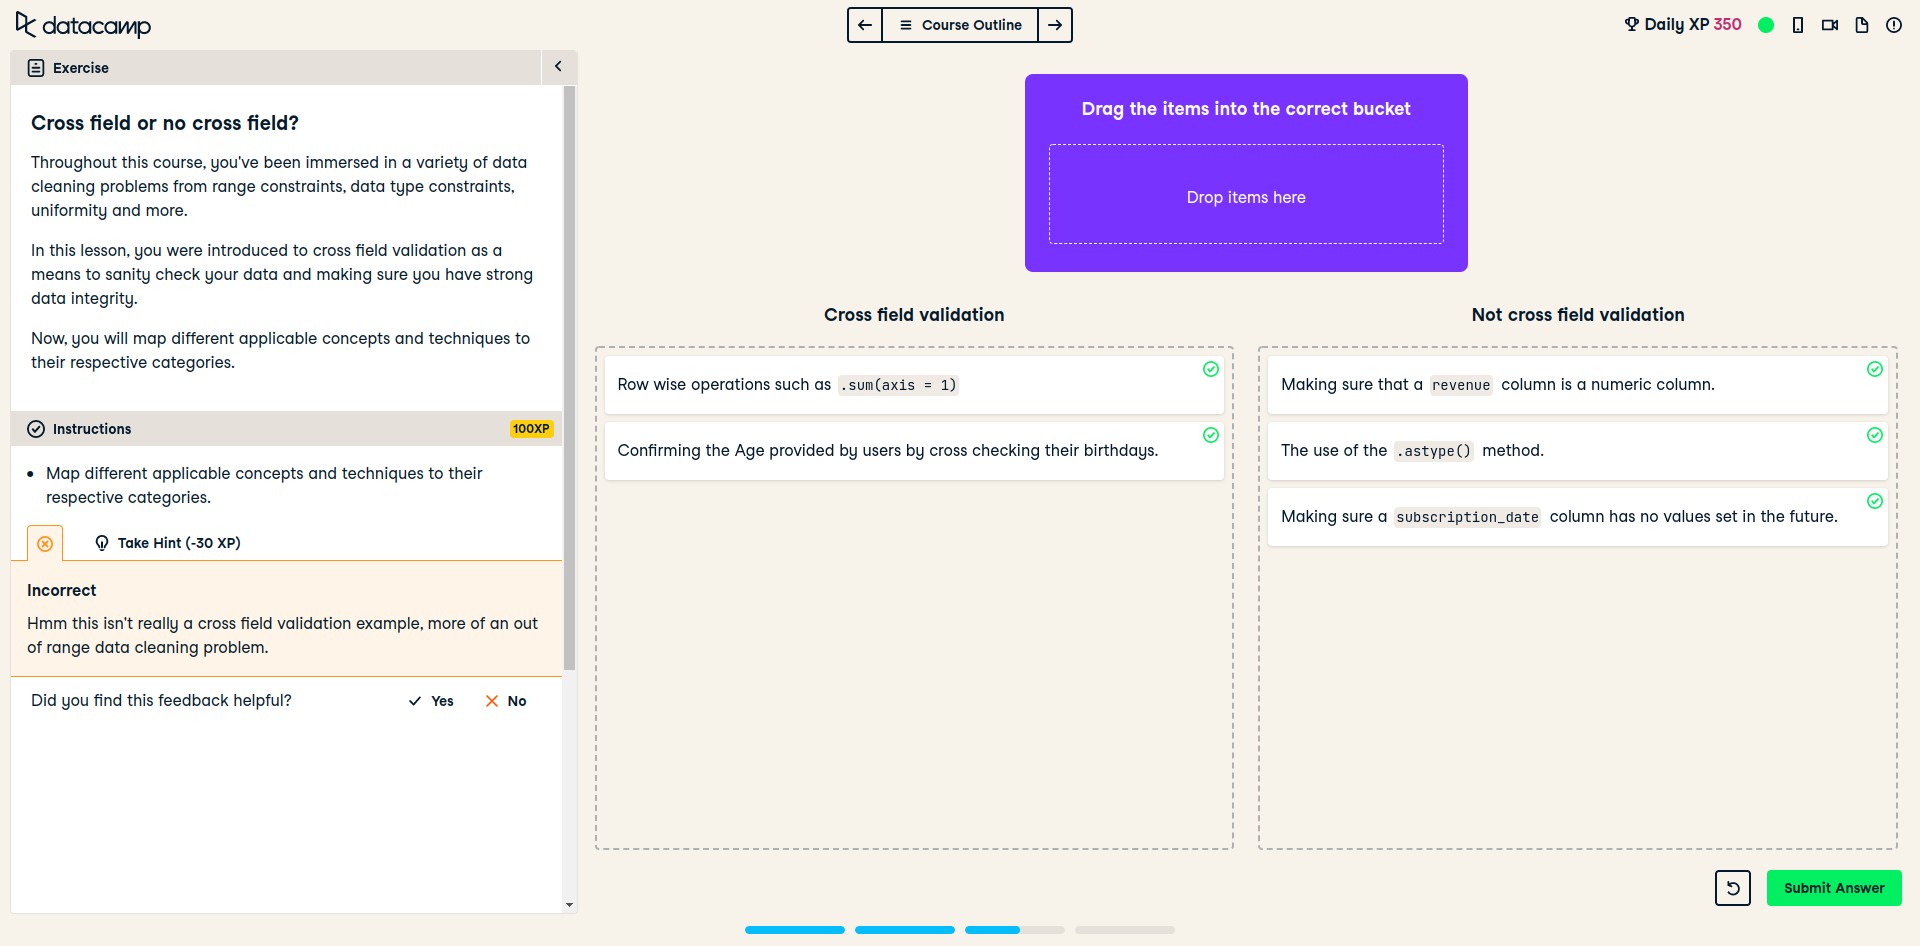 datacamp
Course Outline
Daily XP 350
Exercise
Cross field or no cross field?
Throughout this course, you've been immersed in a variety of data
cleaning problems from range constraints, data type constraints,
uniformity and more.
In this lesson, you were introduced to cross field validation as a
means to sanity check your data and making sure you have strong
data integrity.
Now, you will map different applicable concepts and techniques to
their respective categories.
Instructions
100XP
Map different applicable concepts and techniques to their
respective categories.
Take Hint (-30 XP)
Incorrect
Hmm this isn't really a cross field validation example, more of an out
of range data cleaning problem.
Did you find this feedback helpful?
Yes
No
Drag the items into the correct bucket
Drop items here
Cross field validation
Row wise operations such as .sum(axis = 1)
Confirming the Age provided by users by cross checking their birthdays.
Not cross field validation
Making sure that a revenue column is a numeric column.
The use of the .astype() method.
Making sure a subscription_date column has no values set in the future.
Submit Answer